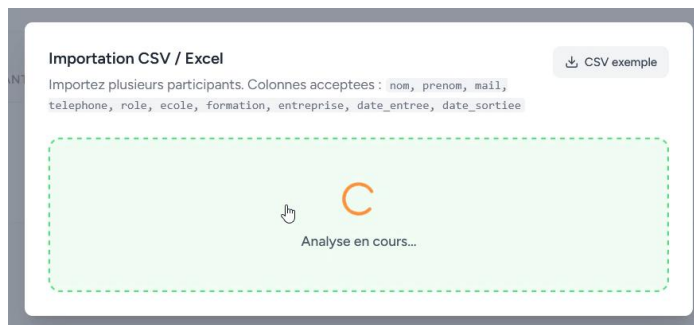 Importation CSV / Excel
CSV exemple
Importez plusieurs participants. Colonnes acceptees : nom, prenom, mail,
telephone, role, ecole, formation, entreprise, date_entree, date_sortiee
Analyse en cours...